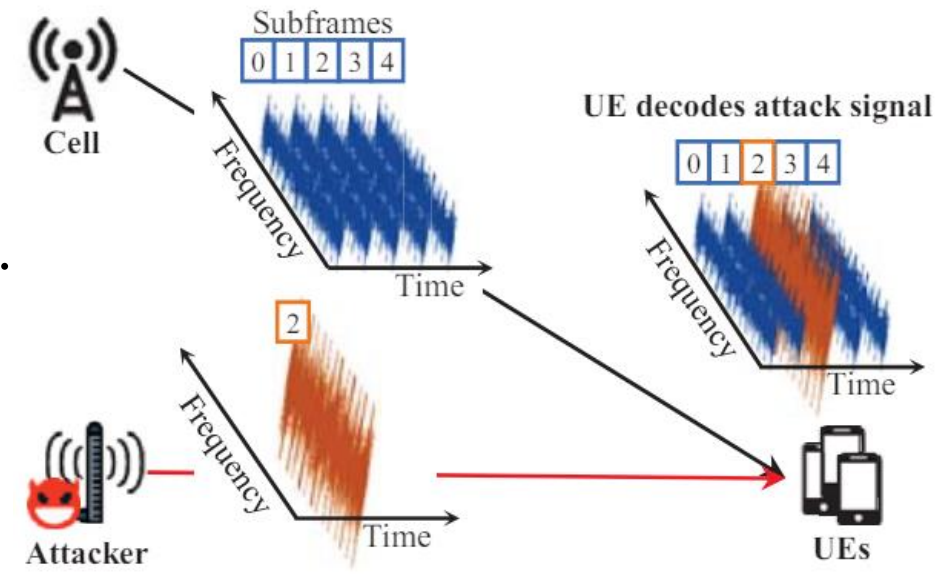 Subframes
0 1 2 3 4
Cell
Frequency
Time
UE decodes attack signal
0 1 2 3 4
Frequency
Time
2
Frequency
Time
Attacker
UEs